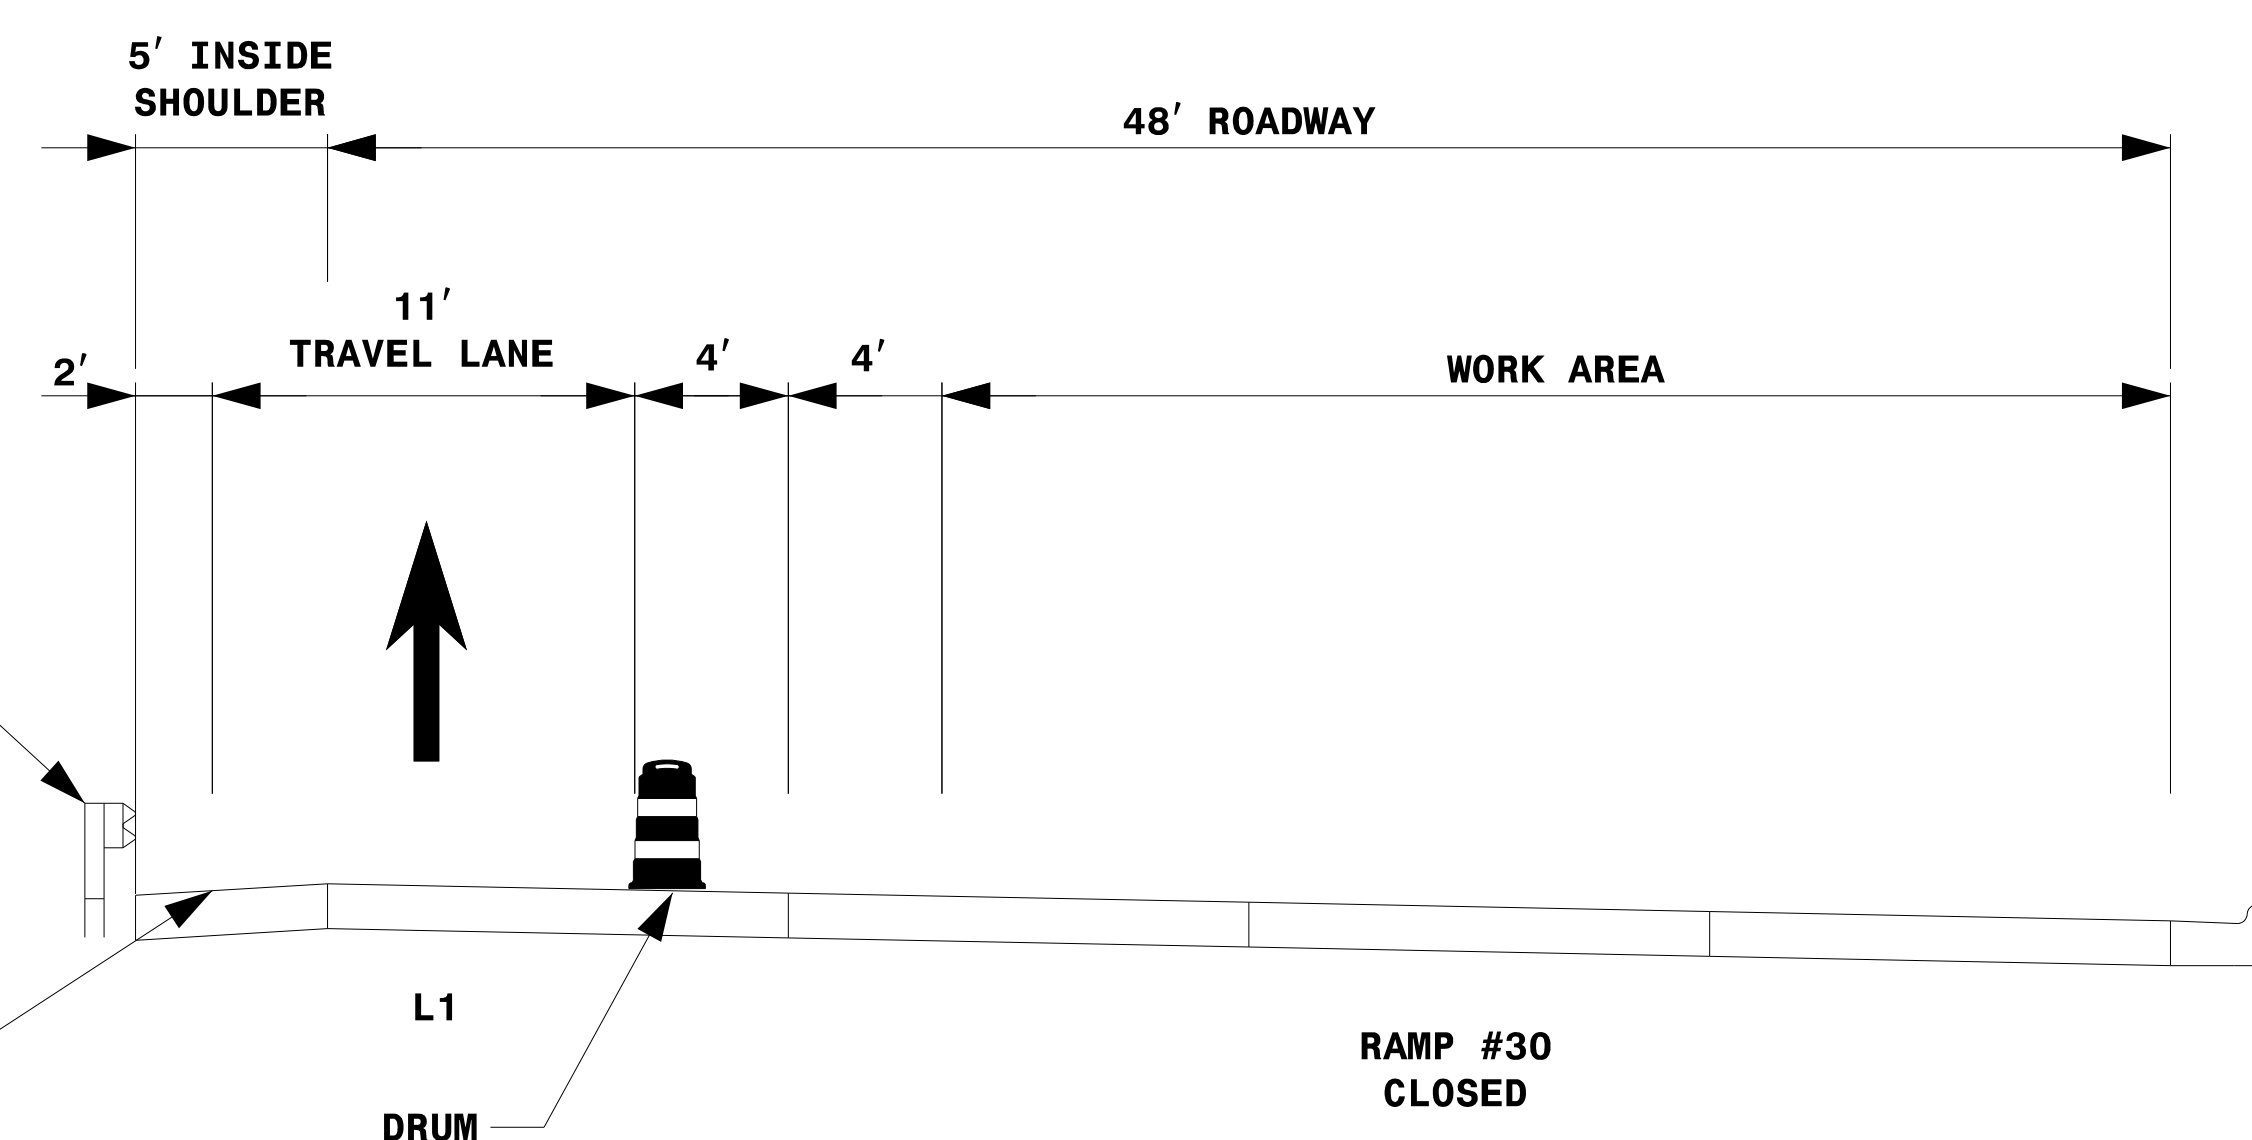 5' INSIDE
SHOULDER
48' ROADWAY
11'
TRAVEL LANE
2'
4'
4'
WORK AREA
L1
RAMP #30
CLOSED
DRUM